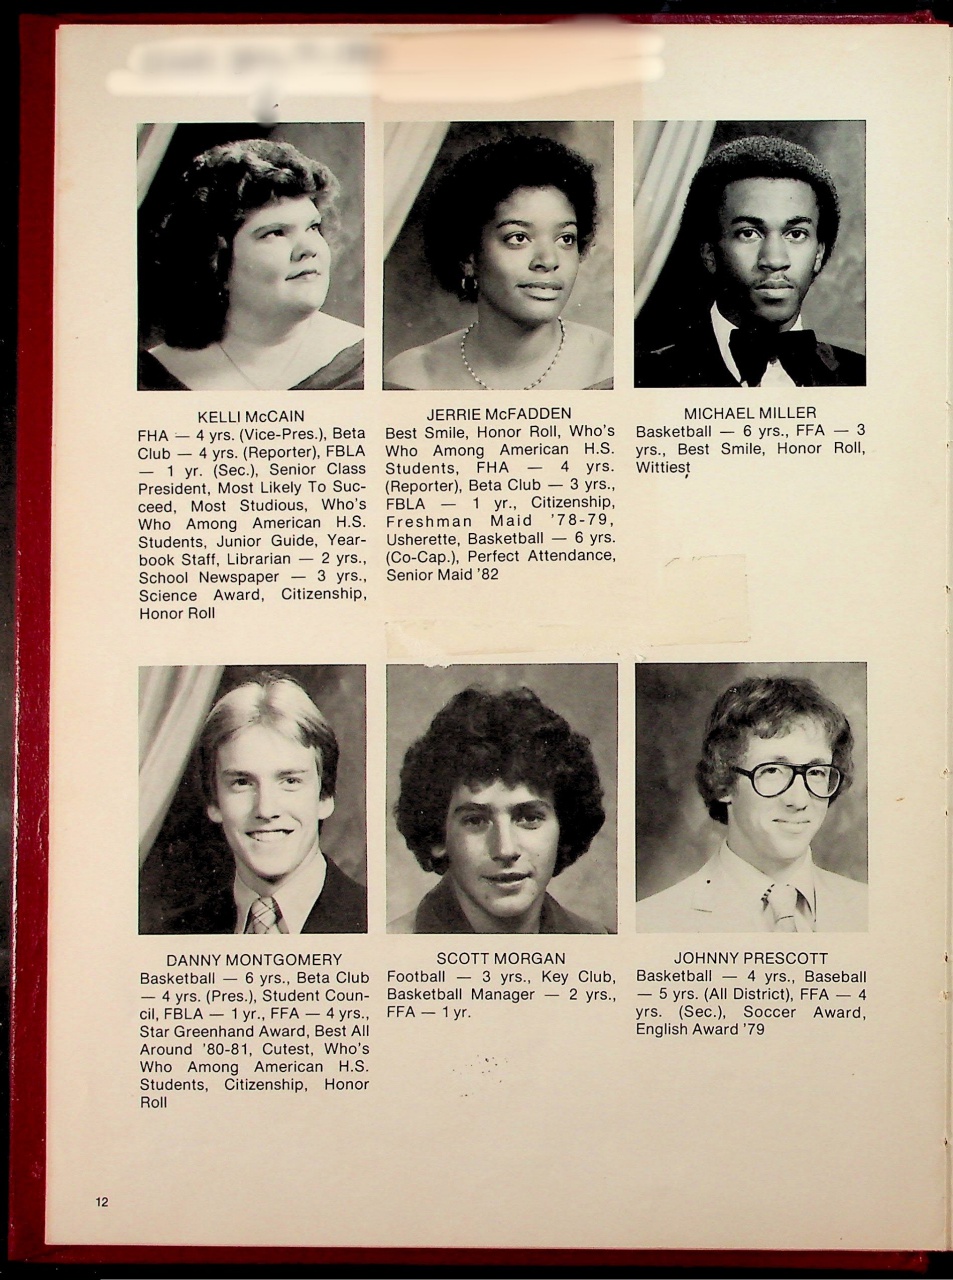 KELLI McCAIN
FHA — 4 yrs. (Vice-Pres.), Beta
Club — 4 yrs. (Reporter), FBLA
— 1 yr. (Sec.), Senior Class
President, Most Likely To Suc-
ceed, Most Studious, Who's
Who Among American H.S.
Students, Junior Guide, Year-
book Staff, Librarian — 2 yrs.,
School Newspaper — 3 yrs.,
Science Award, Citizenship,
Honor Roll
JERRIE McFADDEN
Best Smile, Honor Roll, Who's
Who Among American H.S.
Students, FHA — 4 yrs.
(Reporter), Beta Club — 3 yrs.,
FBLA — 1 yr., Citizenship,
Freshman Maid '78-79,
Usherette, Basketball — 6 yrs.
(Co-Cap.), Perfect Attendance,
Senior Maid '82
MICHAEL MILLER
Basketball — 6 yrs., FFA — 3
yrs., Best Smile, Honor Roll,
Wittiest
DANNY MONTGOMERY
Basketball — 6 yrs., Beta Club
— 4 yrs. (Pres.), Student Coun-
cil, FBLA — 1 yr., FFA — 4 yrs.,
Star Greenhand Award, Best All
Around '80-81, Cutest, Who's
Who Among American H.S.
Students, Citizenship, Honor
Roll
SCOTT MORGAN
Football — 3 yrs., Key Club,
Basketball Manager — 2 yrs.,
FFA — 1 yr.
JOHNNY PRESCOTT
Basketball — 4 yrs., Baseball
— 5 yrs. (All District), FFA — 4
yrs. (Sec.), Soccer Award,
English Award '79
12